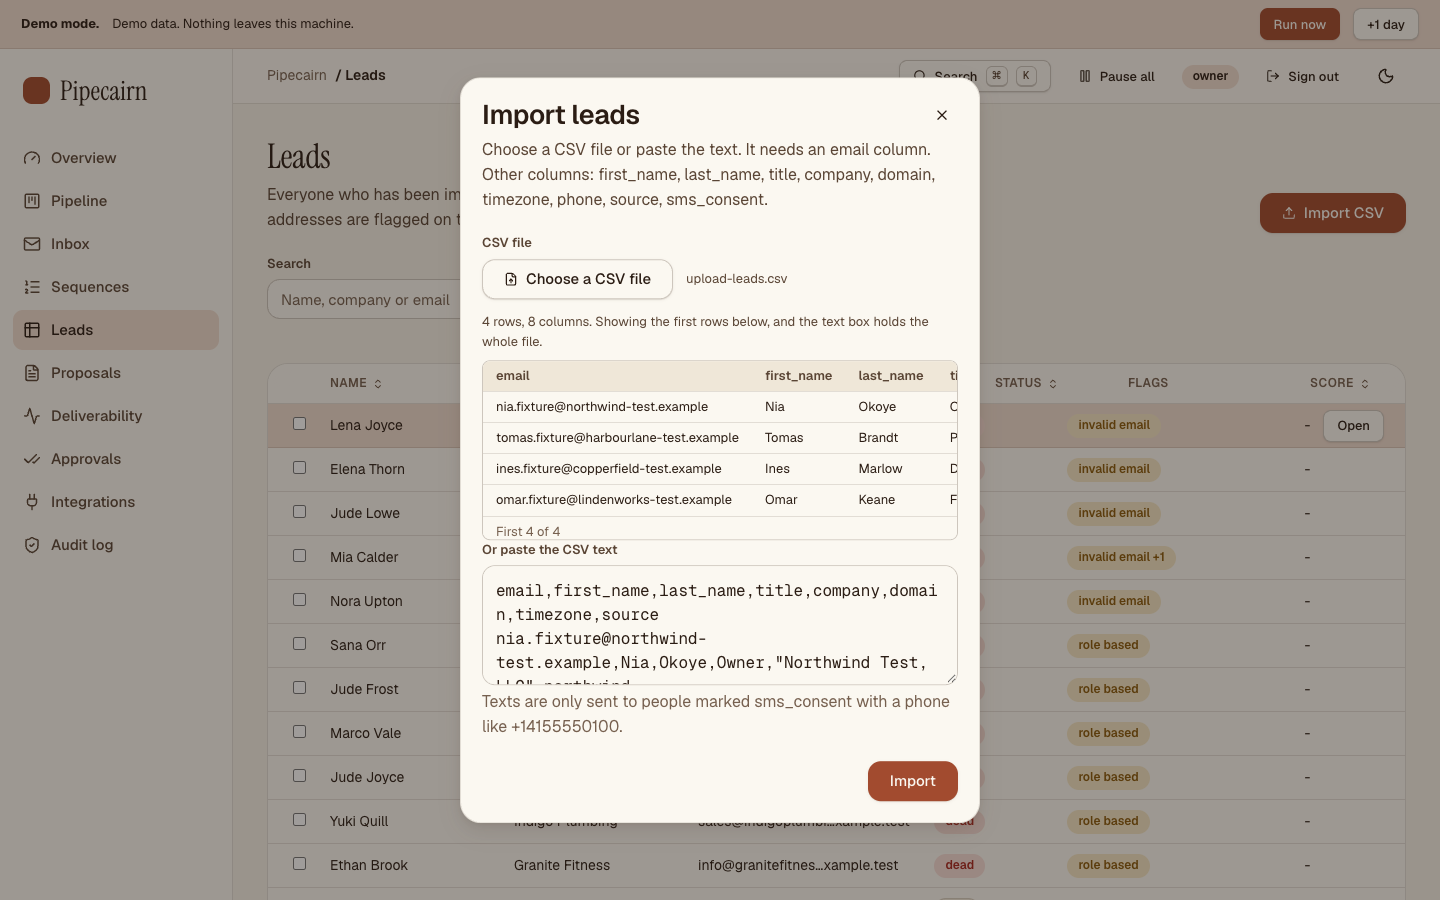 Demo mode. Demo data. Nothing leaves this machine.
Run now
+1 day
Pipecairn
Pipecairn / Leads
Search ⌘ K
Pause all
owner
Sign out
Overview
Pipeline
Inbox
Sequences
Leads
Proposals
Deliverability
Approvals
Integrations
Audit log
Leads
Everyone who has been im
addresses are flagged on t
Import CSV
Search
Name, company or email
NAME
STATUS
FLAGS
SCORE
Lena Joyce invalid email - Open
Elena Thorn invalid email -
Jude Lowe invalid email -
Mia Calder invalid email +1 -
Nora Upton invalid email -
Sana Orr role based -
Jude Frost role based -
Marco Vale role based -
Jude Joyce role based -
Yuki Quill dead role based -
Ethan Brook Granite Fitness info@granitefitnes...xample.test dead role based -
Import leads
Choose a CSV file or paste the text. It needs an email column.
Other columns: first_name, last_name, title, company, domain,
timezone, phone, source, sms_consent.
CSV file
Choose a CSV file
upload-leads.csv
4 rows, 8 columns. Showing the first rows below, and the text box holds the
whole file.
email first_name last_name
nia.fixture@northwind-test.example Nia Okoye
tomas.fixture@harbourlane-test.example Tomas Brandt
ines.fixture@copperfield-test.example Ines Marlow
omar.fixture@lindenworks-test.example Omar Keane
First 4 of 4
Or paste the CSV text
email,first_name,last_name,title,company,domai
n,timezone,source
nia.fixture@northwind-
test.example,Nia,Okoye,Owner,"Northwind Test,
Texts are only sent to people marked sms_consent with a phone
like +14155550100.
Import